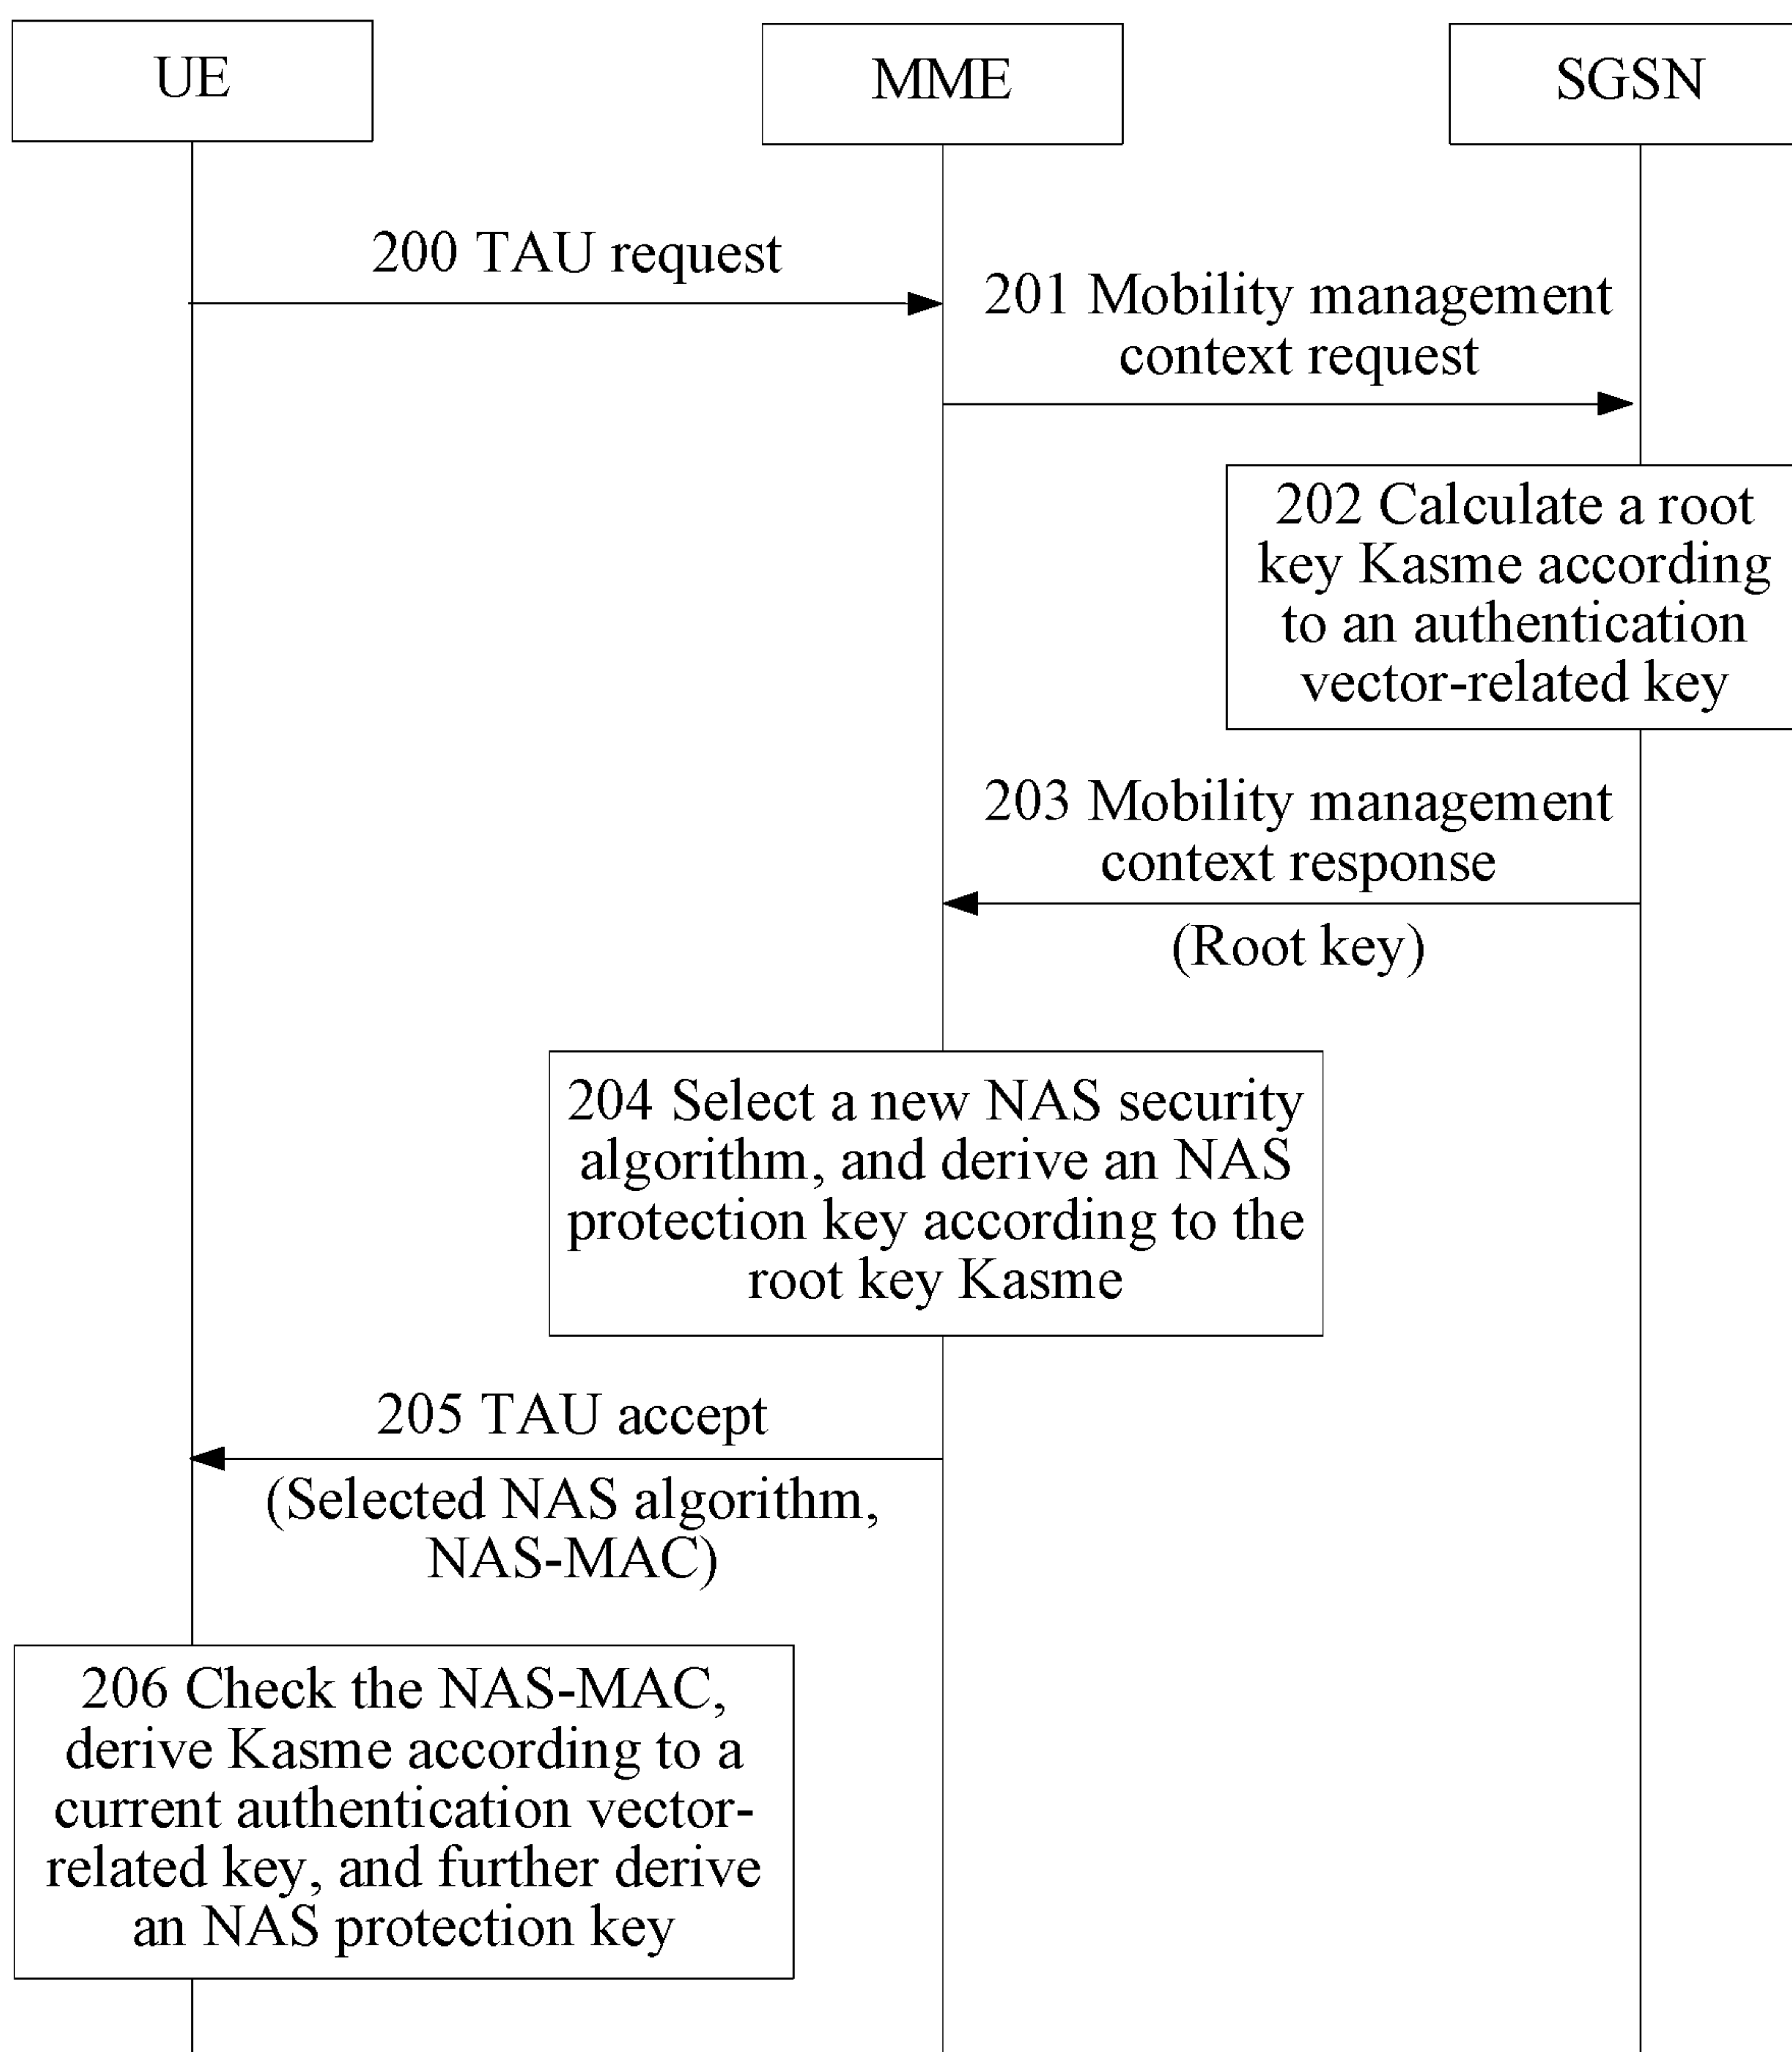 UE
MME
SGSN
200 TAU request
201 Mobility management
context request
202 Calculate a root
key Kasme according
to an authentication
vector-related key
203 Mobility management
context response
(Root key)
204 Select a new NAS security
algorithm, and derive an NAS
protection key according to the
root key Kasme
205 TAU accept
(Selected NAS algorithm,
NAS-MAC)
206 Check the NAS-MAC,
derive Kasme according to a
current authentication vector-
related key, and further derive
an NAS protection key